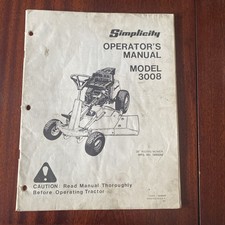 Simplicity
OPERATOR'S
MANUAL
MODEL
3008
CAUTION: Read Manual Thoroughly
Before Operating Tractor